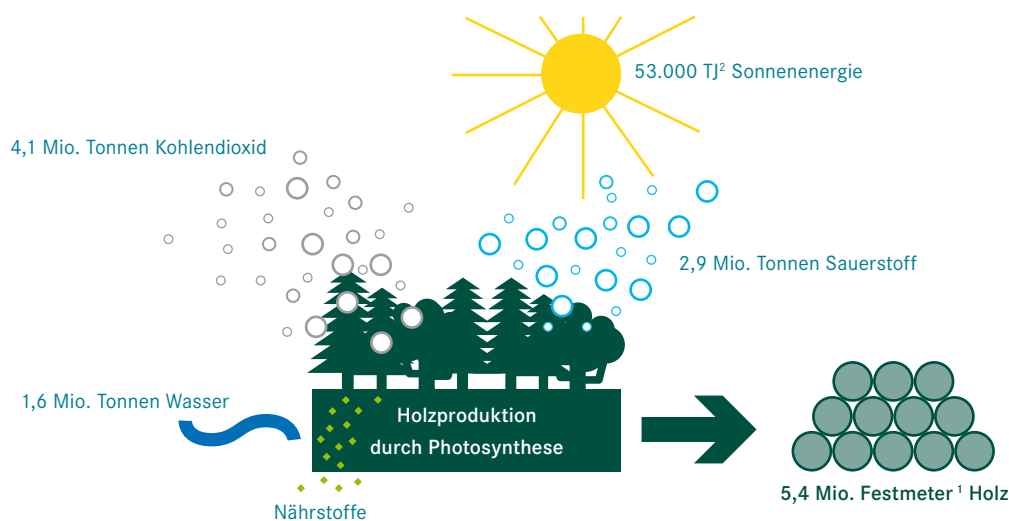 53.000 TJ² Sonnenenergie
4,1 Mio. Tonnen Kohlendioxid
2,9 Mio. Tonnen Sauerstoff
1,6 Mio. Tonnen Wasser
Holzproduktion
durch Photosynthese
5,4 Mio. Festmeter ¹ Holz
Nährstoffe